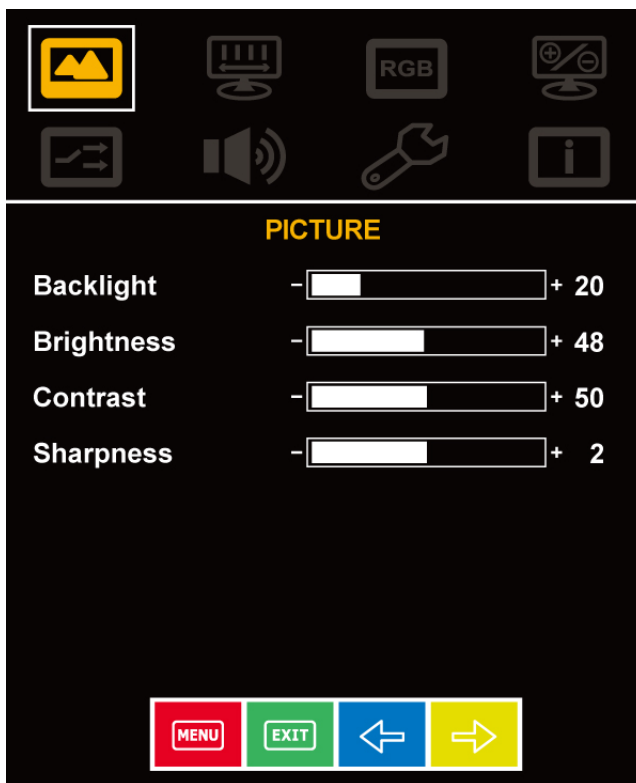 RGB
PICTURE
Backlight - + 20
Brightness - + 48
Contrast - + 50
Sharpness - + 2
MENU EXIT